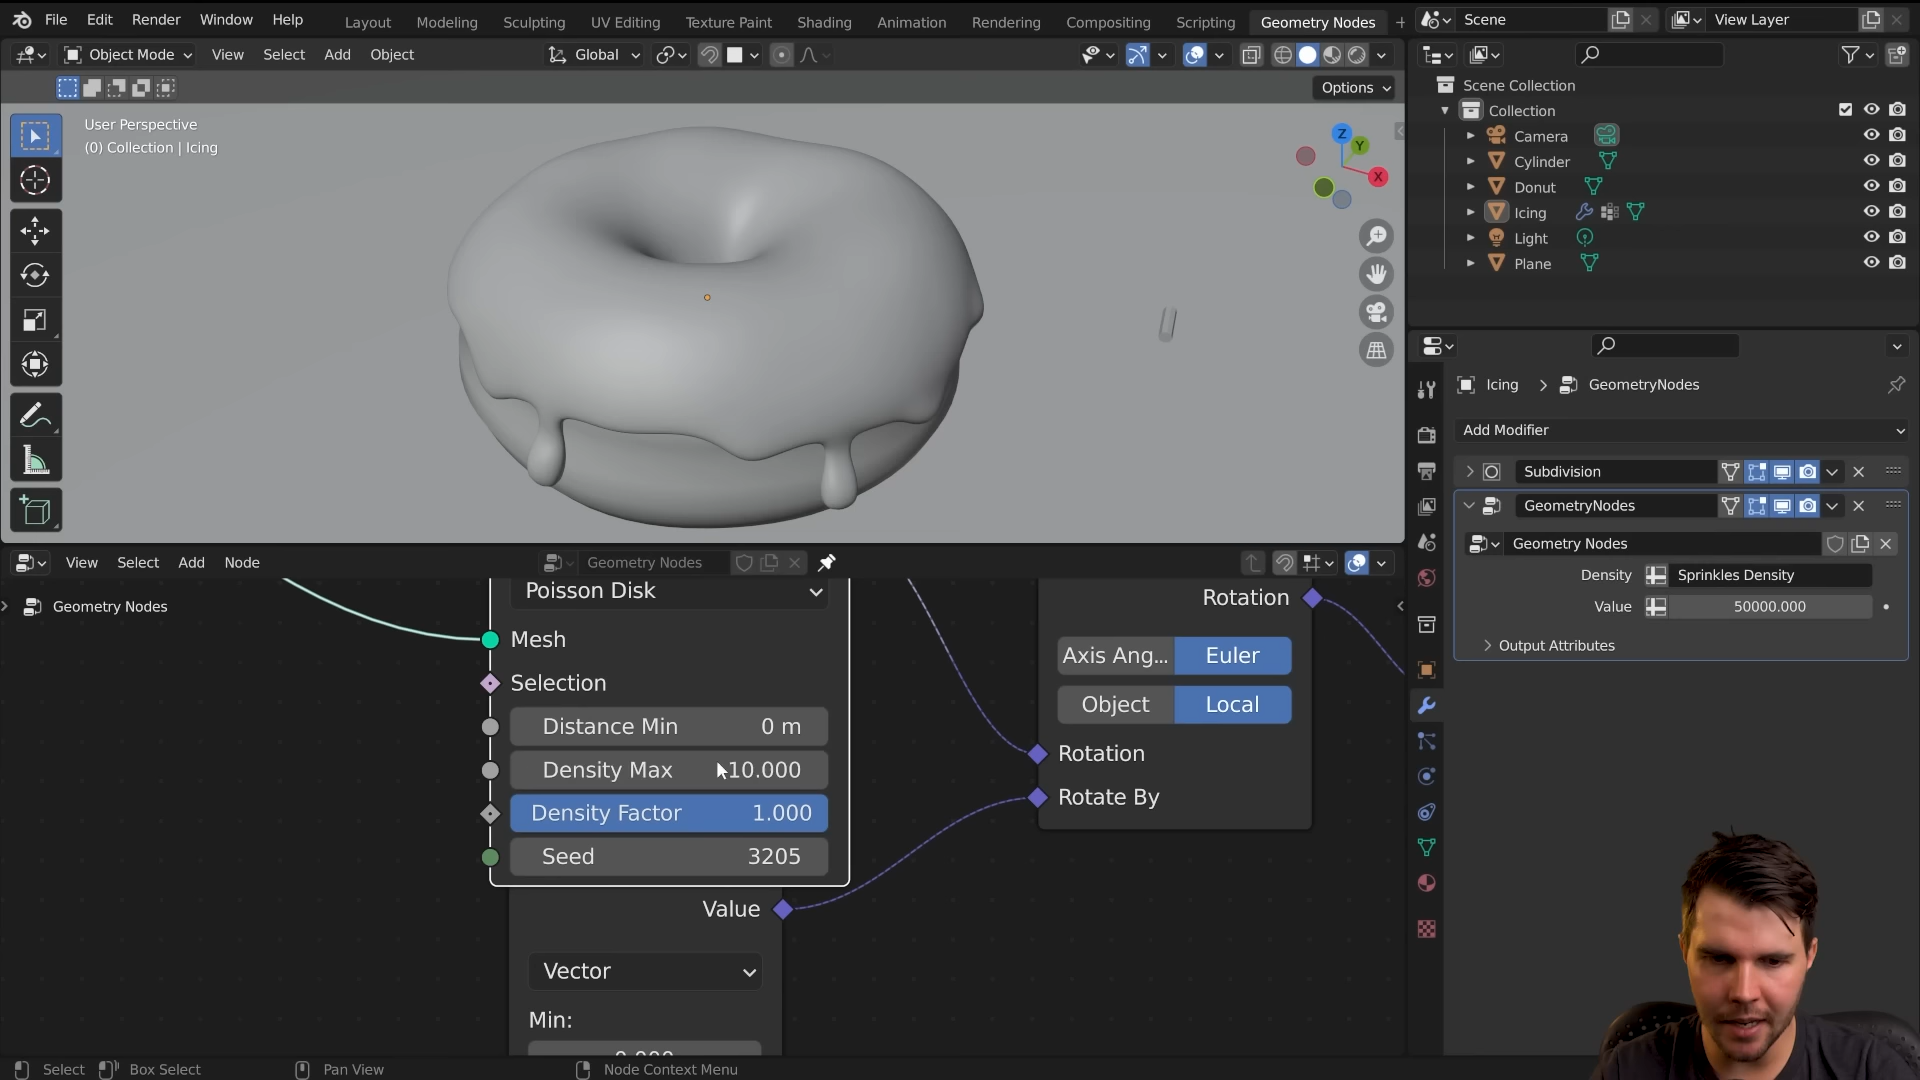 File Edit Render Window Help Layout Modeling Sculpting UV Editing Texture Paint Shading Animation Rendering Compositing Scripting Geometry Nodes + Scene View Layer
Object Mode View Select Add Object Global
Options
User Perspective
(0) Collection | Icing
Z
Y
X
Scene Collection
Collection
Camera
Cylinder
Donut
Icing
Light
Plane
Icing > GeometryNodes
Add Modifier
Subdivision
GeometryNodes
Geometry Nodes
Density Sprinkles Density
Value 50000.000
Output Attributes
View Select Add Node Geometry Nodes
Geometry Nodes
Poisson Disk
Mesh
Selection
Distance Min 0 m
Density Max 10.000
Density Factor 1.000
Seed 3205
Value
Vector
Min:
Rotation
Axis Ang... Euler
Object Local
Rotation
Rotate By
Select Box Select Pan View Node Context Menu